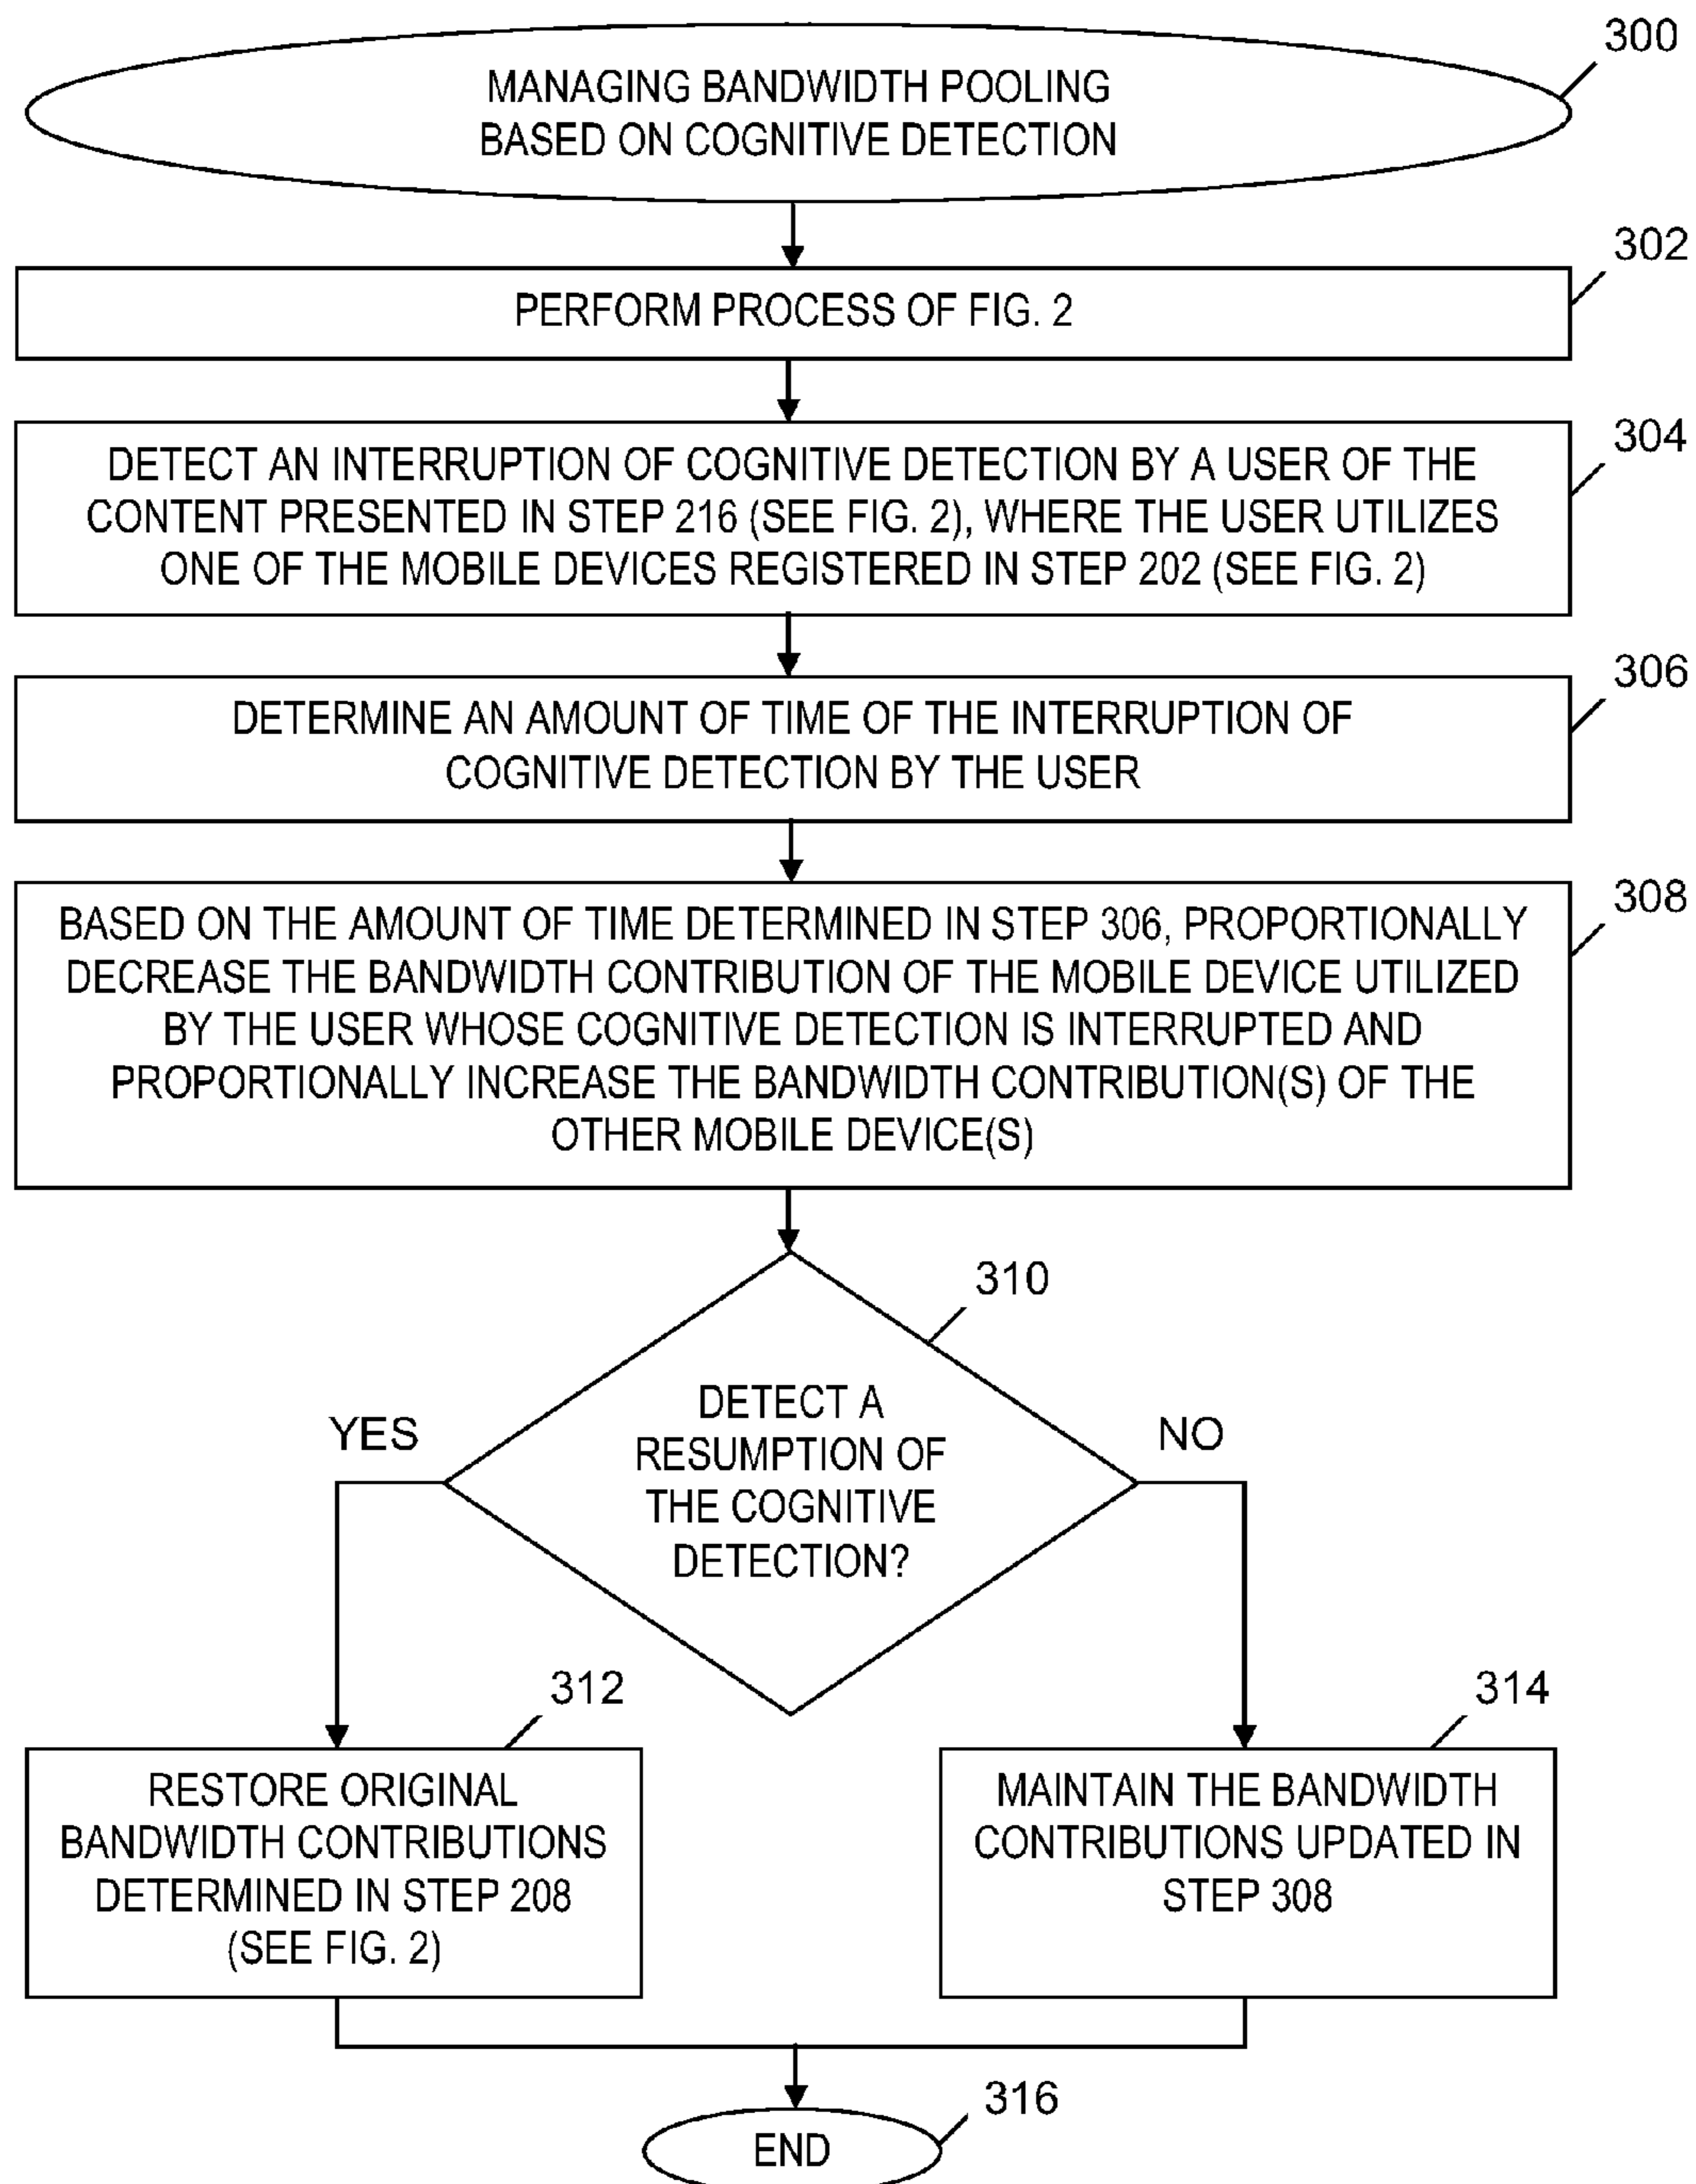 300
MANAGING BANDWIDTH POOLING
BASED ON COGNITIVE DETECTION
302
PERFORM PROCESS OF FIG. 2
304
DETECT AN INTERRUPTION OF COGNITIVE DETECTION BY A USER OF THE
CONTENT PRESENTED IN STEP 216 (SEE FIG. 2), WHERE THE USER UTILIZES
ONE OF THE MOBILE DEVICES REGISTERED IN STEP 202 (SEE FIG. 2)
306
DETERMINE AN AMOUNT OF TIME OF THE INTERRUPTION OF
COGNITIVE DETECTION BY THE USER
308
BASED ON THE AMOUNT OF TIME DETERMINED IN STEP 306, PROPORTIONALLY
DECREASE THE BANDWIDTH CONTRIBUTION OF THE MOBILE DEVICE UTILIZED
BY THE USER WHOSE COGNITIVE DETECTION IS INTERRUPTED AND
PROPORTIONALLY INCREASE THE BANDWIDTH CONTRIBUTION(S) OF THE
OTHER MOBILE DEVICE(S)
310
DETECT A
RESUMPTION OF
THE COGNITIVE
DETECTION?
YES
NO
312
RESTORE ORIGINAL
BANDWIDTH CONTRIBUTIONS
DETERMINED IN STEP 208
(SEE FIG. 2)
314
MAINTAIN THE BANDWIDTH
CONTRIBUTIONS UPDATED IN
STEP 308
316
END